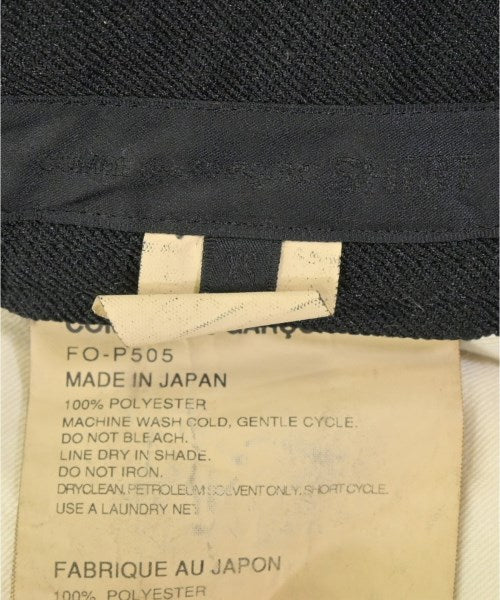 FO-P505
MADE IN JAPAN
100% POLYESTER
MACHINE WASH COLD, GENTLE CYCLE.
DO NOT BLEACH.
LINE DRY IN SHADE.
DO NOT IRON.
DRYCLEAN, PETROLEUM SOLVENT ONLY, SHORT CYCLE.
USE A LAUNDRY NET
FABRIQUE AU JAPON
100% POLYESTER